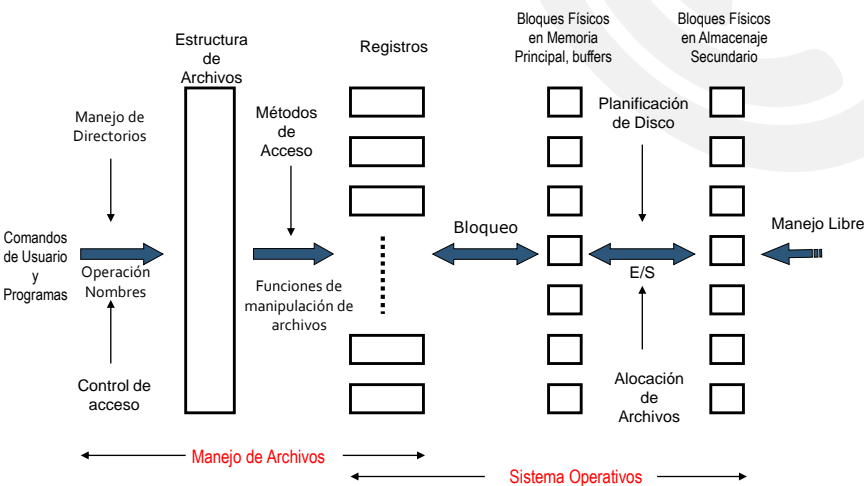 Bloques Físicos
en Memoria
Principal, buffers
Bloques Físicos
en Almacenaje
Secundario
Estructura
de
Archivos
Registros
Manejo de
Directorios
Métodos
de
Acceso
Planificación
de Disco
Comandos
de Usuario
y
Programas
Operación
Nombres
Funciones de
manipulación de
archivos
Bloqueo
E/S
Manejo Libre
Control de
acceso
Alocación
de
Archivos
Manejo de Archivos
Sistema Operativos